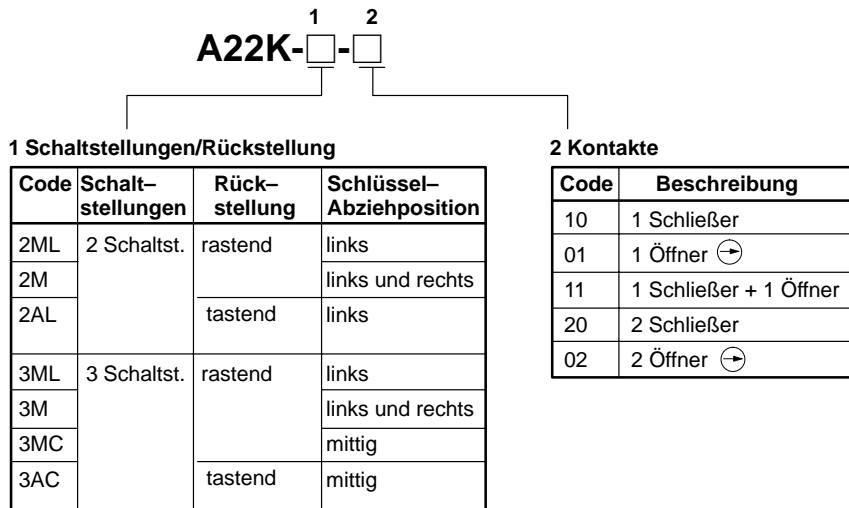 1 2
A22K-□-□
1 Schaltstellungen/Rückstellung
Code Schalt– Rück– Schlüssel–
stellungen stellung Abziehposition
2ML 2 Schaltst. rastend links
2M links und rechts
2AL tastend links
3ML 3 Schaltst. rastend links
3M links und rechts
3MC mittig
3AC tastend mittig
2 Kontakte
Code Beschreibung
10 1 Schließer
01 1 Öffner
11 1 Schließer + 1 Öffner
20 2 Schließer
02 2 Öffner